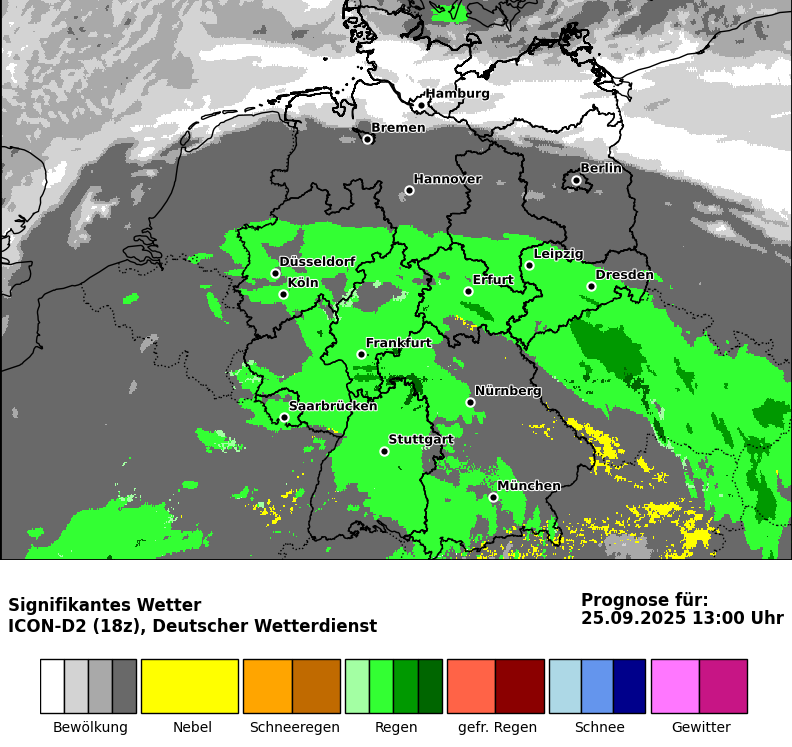 Hamburg
Bremen
Berlin
Hannover
Leipzig
Düsseldorf
Dresden
Köln
Erfurt
Frankfurt
Nürnberg
Saarbrücken
Stuttgart
München
Signifikantes Wetter
ICON-D2 (18z), Deutscher Wetterdienst
Prognose für:
25.09.2025 13:00 Uhr
Bewölkung
Nebel
Schneeregen
Regen
gefr. Regen
Schnee
Gewitter